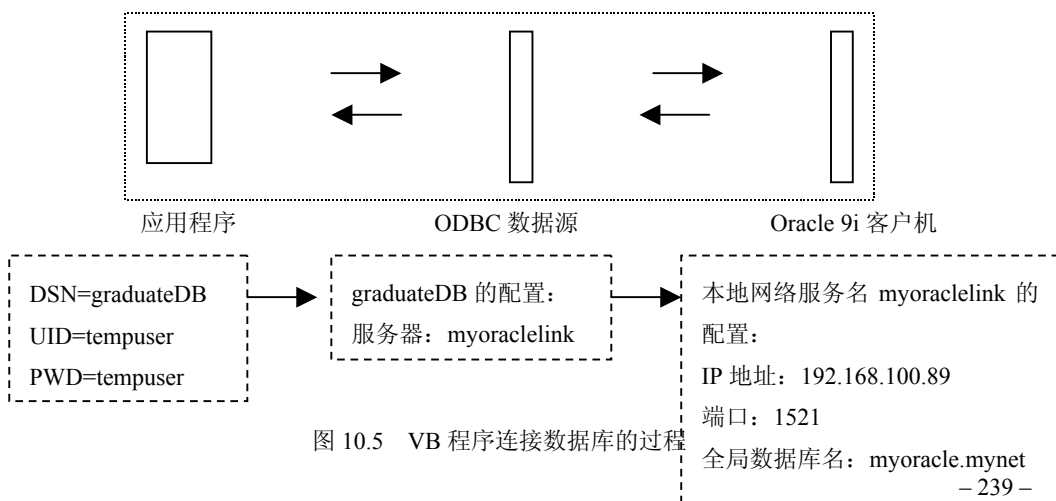 应用程序
ODBC 数据源
Oracle 9i 客户机
DSN=graduateDB
UID=tempuser
PWD=tempuser
graduateDB 的配置：
服务器：myoraclelink
本地网络服务名 myoraclelink 的
配置：
IP 地址：192.168.100.89
端口：1521
全局数据库名：myoracle.mynet
图 10.5 VB 程序连接数据库的过程
– 239 –